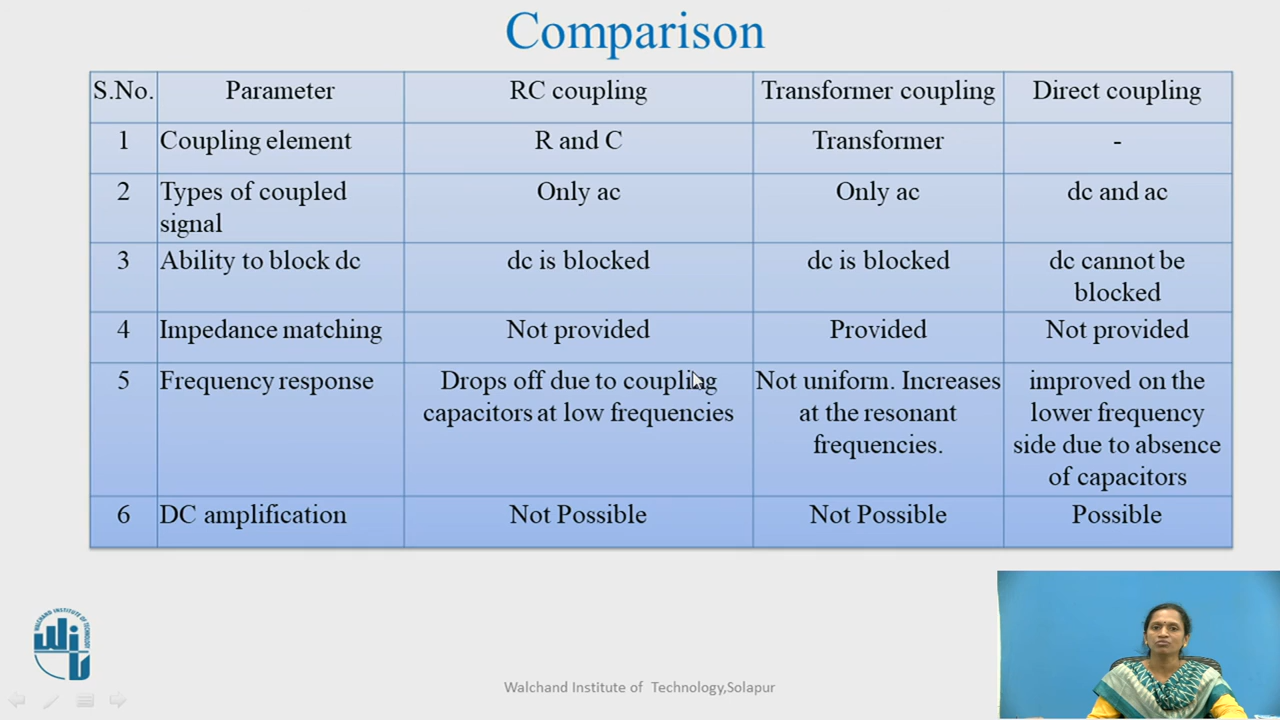 Comparison
S.No. Parameter RC coupling Transformer coupling Direct coupling
1 Coupling element R and C Transformer -
2 Types of coupled signal Only ac Only ac dc and ac
3 Ability to block dc dc is blocked dc is blocked dc cannot be blocked
4 Impedance matching Not provided Provided Not provided
5 Frequency response Drops off due to coupling capacitors at low frequencies Not uniform. Increases at the resonant frequencies. improved on the lower frequency side due to absence of capacitors
6 DC amplification Not Possible Not Possible Possible
WALCHAND INSTITUTE OF TECHNOLOGY
Walchand Institute of Technology,Solapur